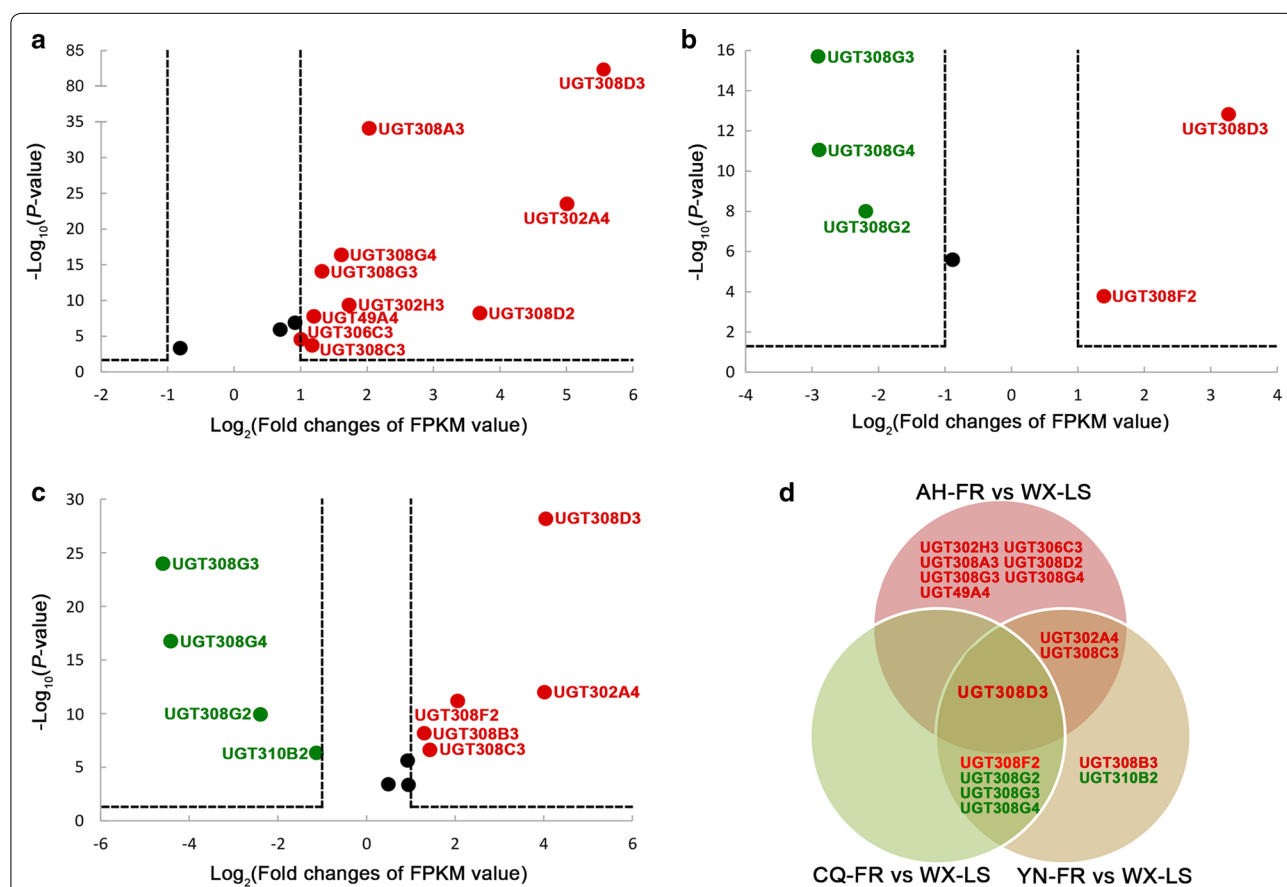 a
85
80
35
30
25
20
15
10
5
0
-2
-1
0
1
2
3
4
5
6
-Log10(P-value)
Log2(Fold changes of FPKM value)
UGT308D3
UGT308A3
UGT302A4
UGT308G4
UGT308G3
UGT302H3
UGT49A4
UGT308D2
UGT306C3
UGT308C3
b
16
14
12
10
8
6
4
2
0
-4
-3
-2
-1
0
1
2
3
4
-Log10(P-value)
Log2(Fold changes of FPKM value)
UGT308G3
UGT308D3
UGT308G4
UGT308G2
UGT308F2
c
30
25
20
15
10
5
0
-6
-4
-2
0
2
4
6
-Log10(P-value)
Log2(Fold changes of FPKM value)
UGT308D3
UGT308G3
UGT308G4
UGT302A4
UGT308G2
UGT308F2
UGT308B3
UGT310B2
UGT308C3
d
AH-FR vs WX-LS
UGT302H3 UGT306C3
UGT308A3 UGT308D2
UGT308G3 UGT308G4
UGT49A4
UGT302A4
UGT308C3
UGT308D3
UGT308F2
UGT308G2
UGT308G3
UGT308G4
UGT308B3
UGT310B2
CQ-FR vs WX-LS
YN-FR vs WX-LS